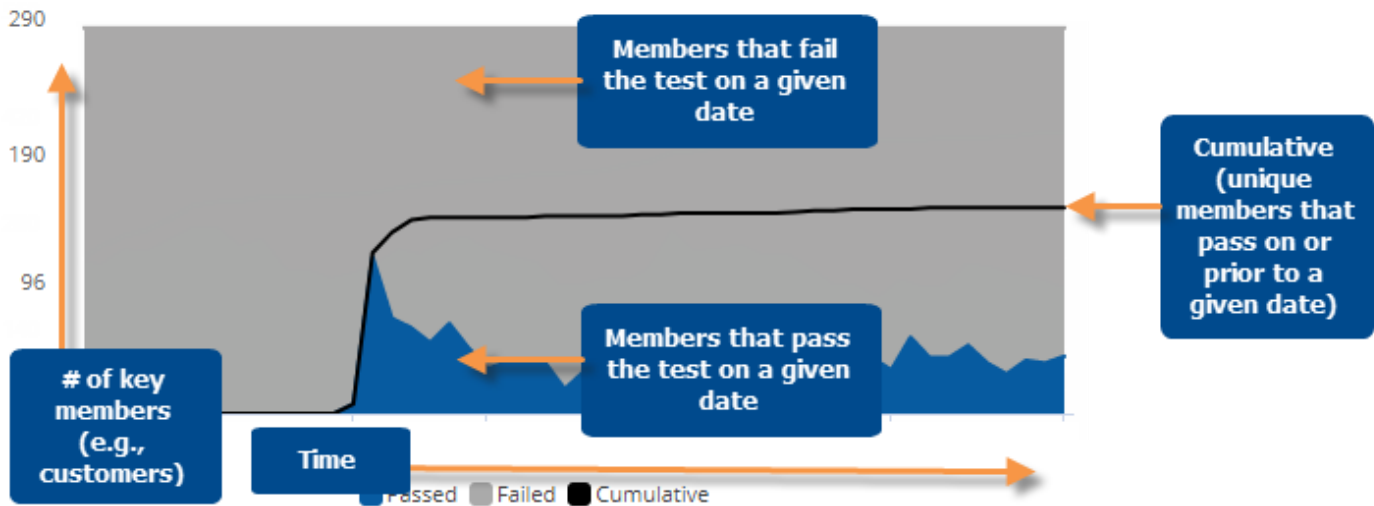 290
Members that fail
the test on a given
date
190
Cumulative
(unique
members that
pass on or
prior to a
given date)
96
Members that pass
the test on a given
date
# of key
members
(e.g.,
customers)
Time
Passed Failed Cumulative